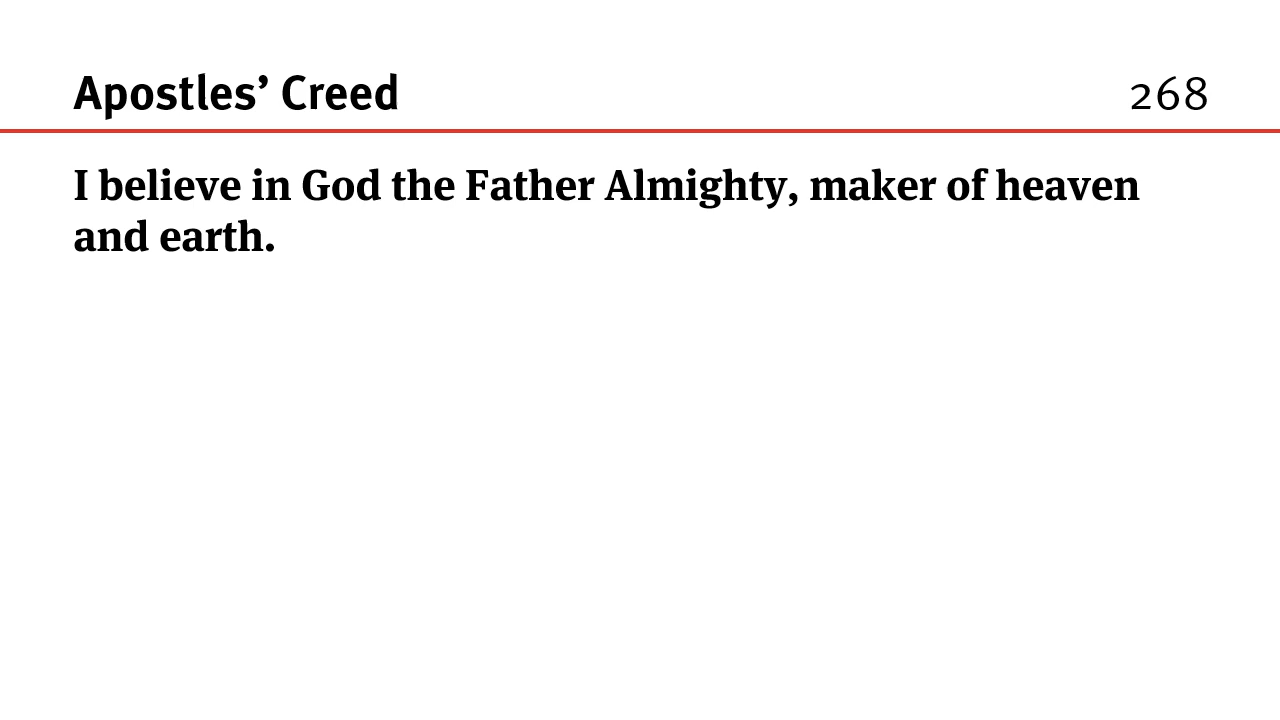 Apostles’ Creed 268
I believe in God the Father Almighty, maker of heaven
and earth.